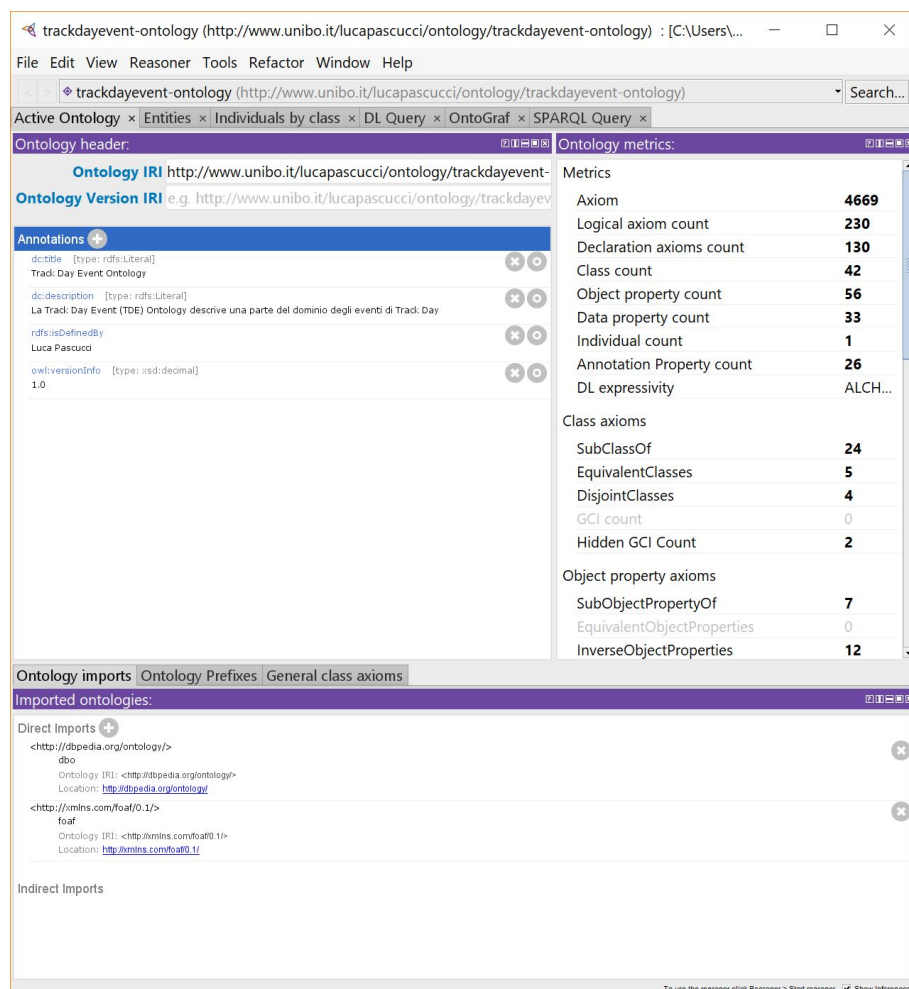 trackdayevent-ontology (http://www.unibo.it/lucapascucci/ontology/trackdayevent-ontology) : [C:\Users\...
File Edit View Reasoner Tools Refactor Window Help
< > trackdayevent-ontology (http://www.unibo.it/lucapascucci/ontology/trackdayevent-ontology) Search...
Active Ontology × Entities × Individuals by class × DL Query × OntoGraf × SPARQL Query ×
Ontology header:
Ontology IRI http://www.unibo.it/lucapascucci/ontology/trackdayevent-
Ontology Version IRI e.g. http://www.unibo.it/lucapascucci/ontology/trackdayev
Annotations
dc:title [type: rdfs:Literal]
Track Day Event Ontology
dc:description [type: rdfs:Literal]
La Track Day Event (TDE) Ontology descrive una parte del dominio degli eventi di Track Day
rdfs:isDefinedBy
Luca Pascucci
owl:versionInfo [type: xsd:decimal]
1.0
Ontology metrics:
Metrics
Axiom 4669
Logical axiom count 230
Declaration axioms count 130
Class count 42
Object property count 56
Data property count 33
Individual count 1
Annotation Property count 26
DL expressivity ALCH...
Class axioms
SubClassOf 24
EquivalentClasses 5
DisjointClasses 4
GCI count 0
Hidden GCI Count 2
Object property axioms
SubObjectPropertyOf 7
EquivalentObjectProperties 0
InverseObjectProperties 12
Ontology imports Ontology Prefixes General class axioms
Imported ontologies:
Direct Imports
<http://dbpedia.org/ontology/>
dbo
Ontology IRI: <http://dbpedia.org/ontology/>
Location: http://dbpedia.org/ontology/
<http://xmlns.com/foaf/0.1/>
foaf
Ontology IRI: <http://xmlns.com/foaf/0.1/>
Location: http://xmlns.com/foaf/0.1/
Indirect Imports
To use the reasoner click Reasoner > Start reasoner Show Inferences